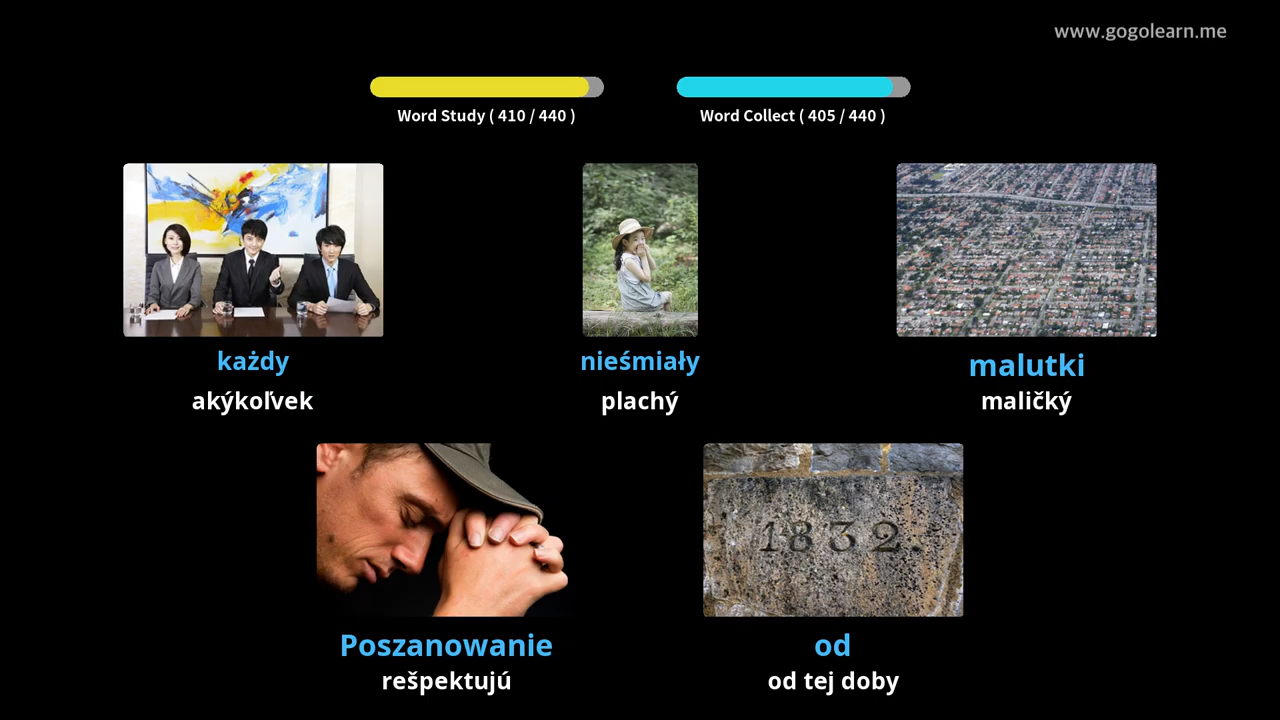 www.gogolearn.me
Word Study ( 410 / 440 )
Word Collect ( 405 / 440 )
każdy
akýkoľvek
nieśmiały
plachý
malutki
maličký
1832.
Poszanowanie
rešpektujú
od
od tej doby